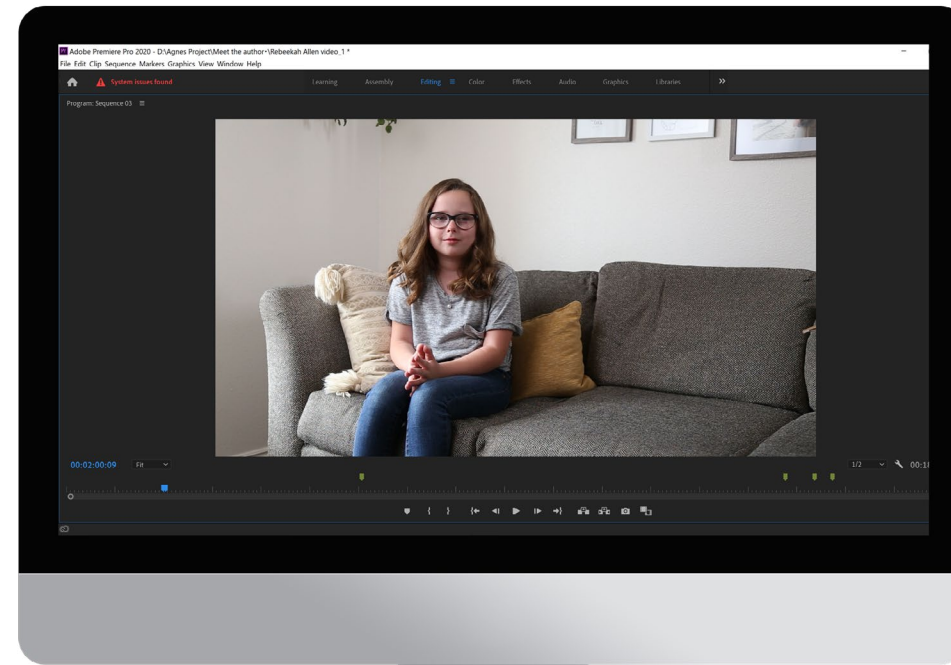 Adobe Premiere Pro 2020 - D:\Agnes Project\Meet the author-\Rebeekah Allen video_1 *
File Edit Clip Sequence Markers Graphics View Window Help
System issues found Learning Assembly Editing Color Effects Audio Graphics Libraries
Program: Sequence 03
00:02:00:09 Fit 1/2 00:18